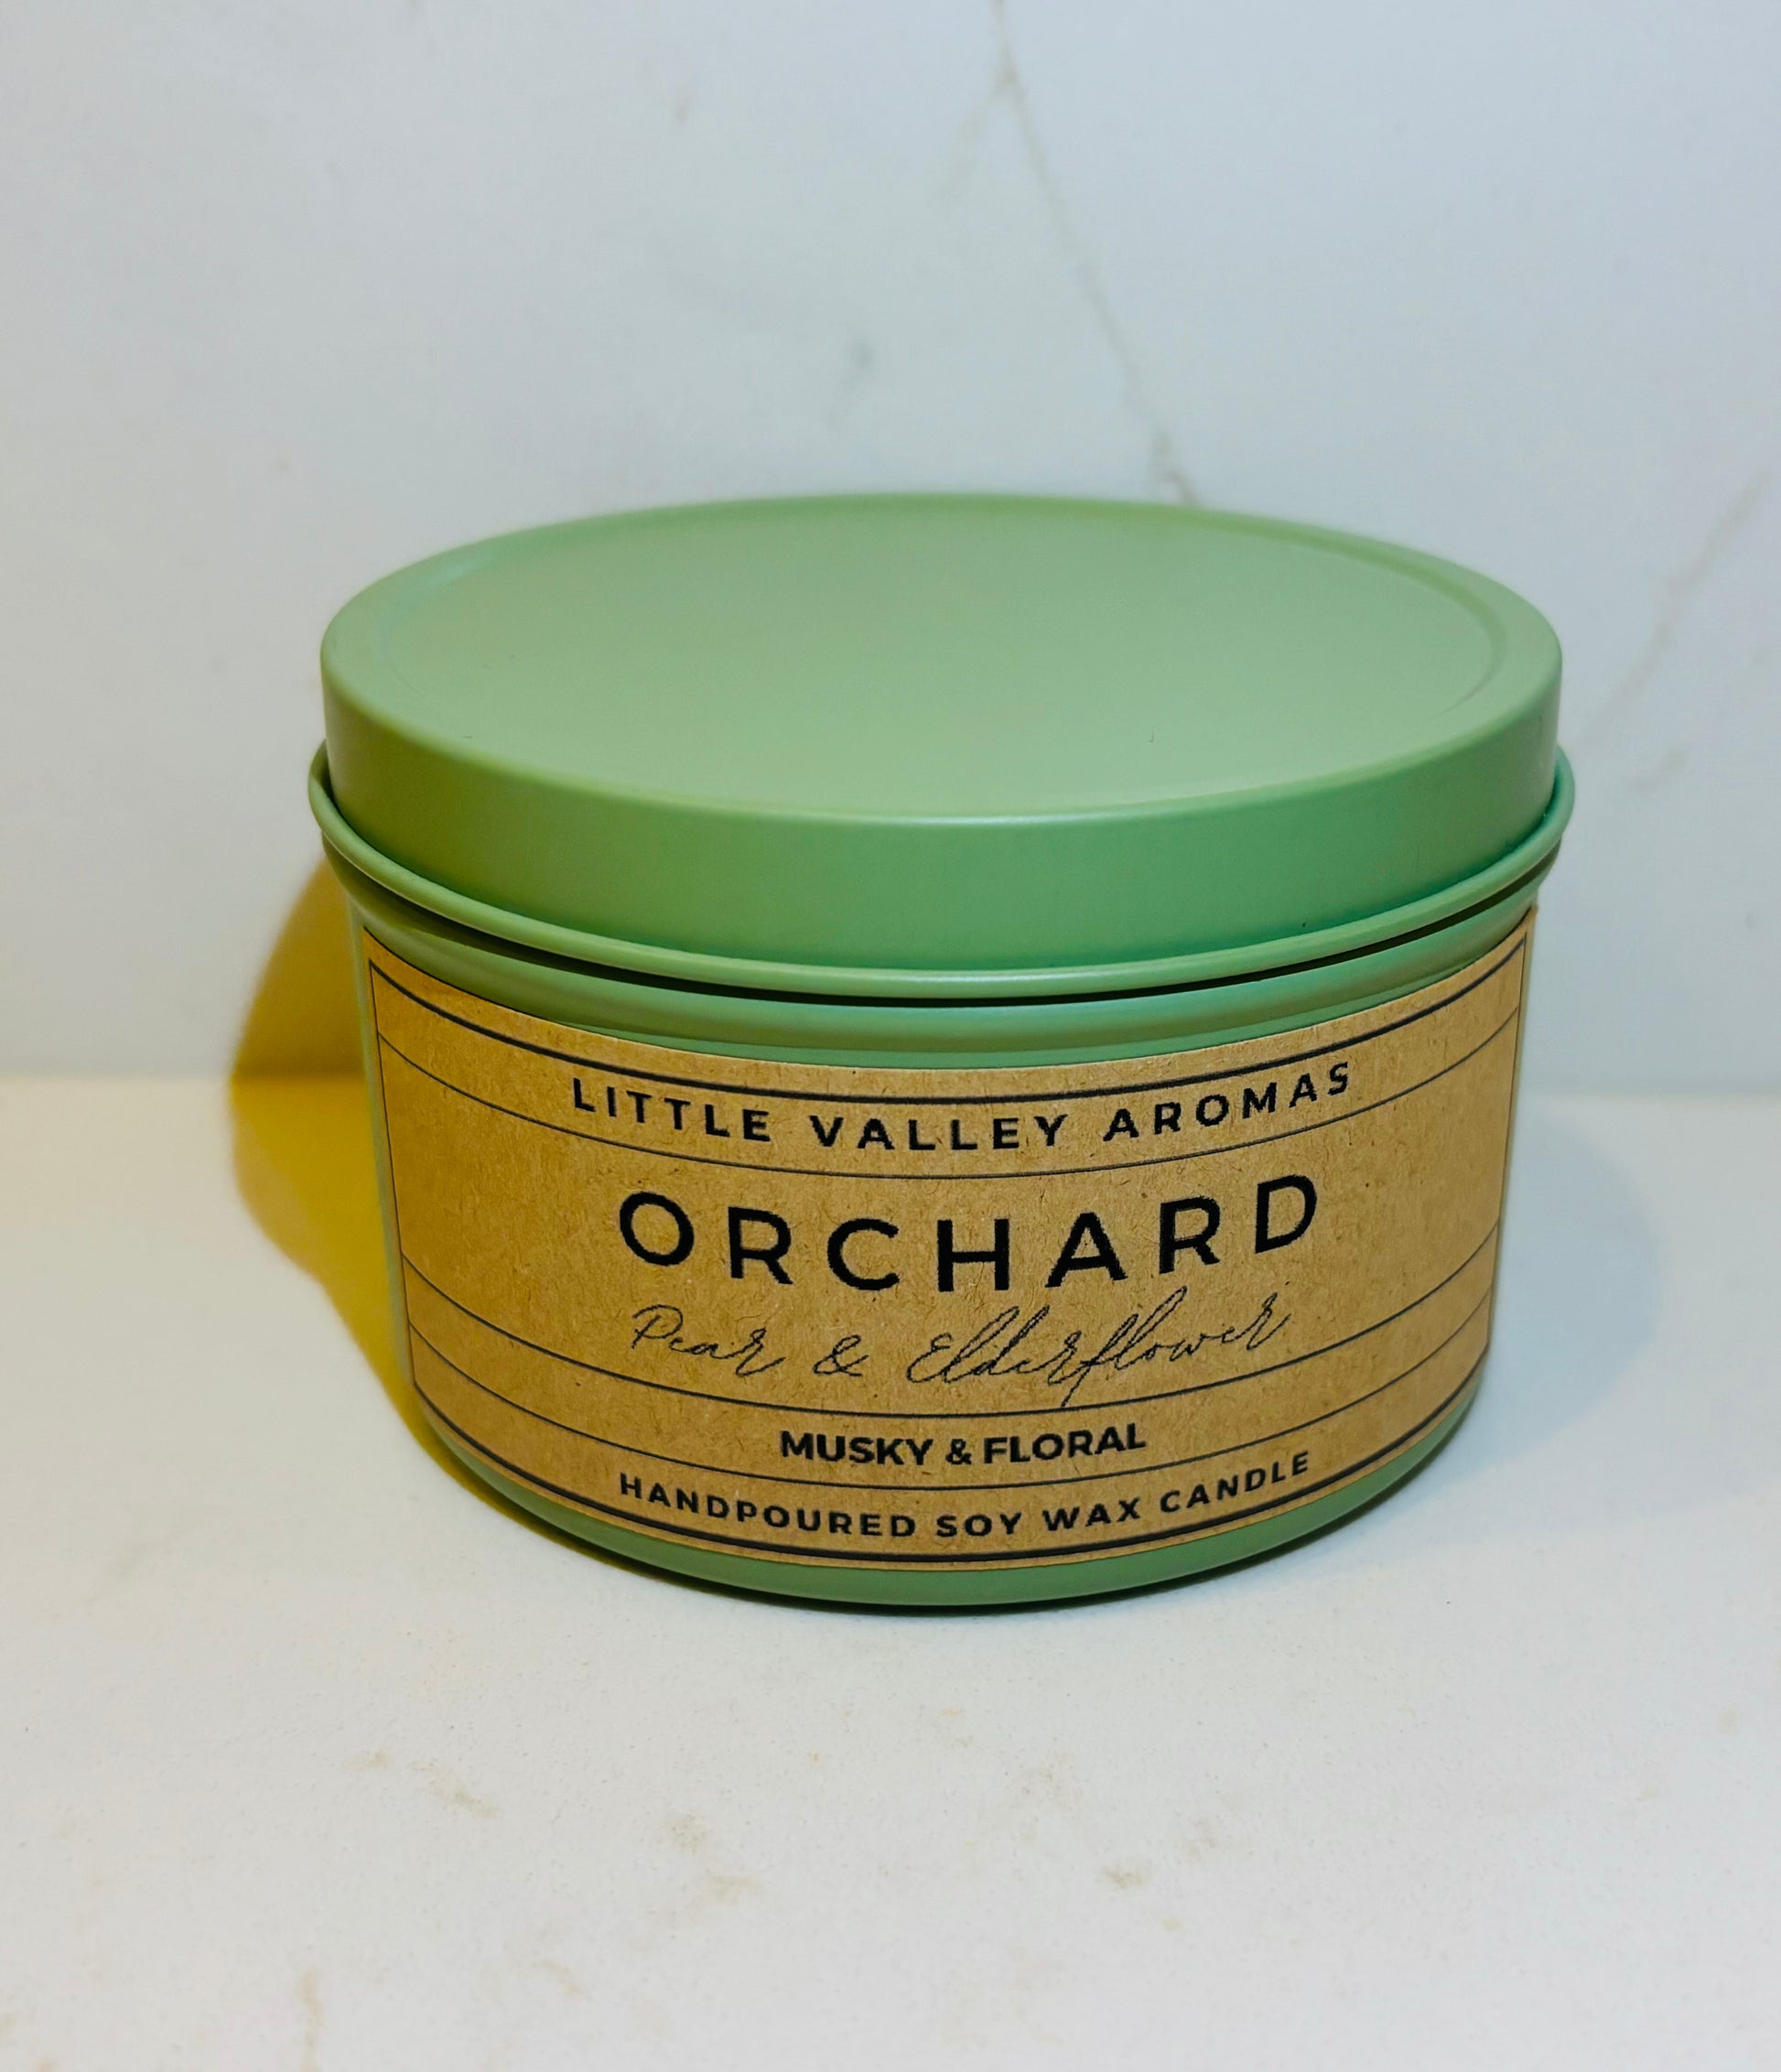 LITTLE VALLEY AROMAS
ORCHARD
Pear & Elderflower
MUSKY & FLORAL
HANDPOURED SOY WAX CANDLE